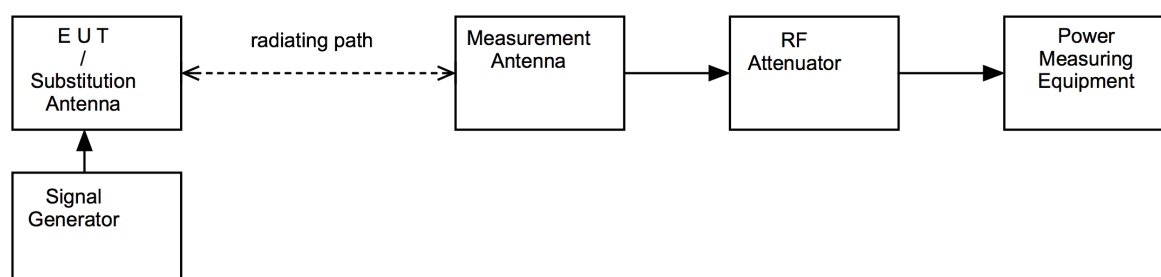 E U T
/
Substitution
Antenna
radiating path
Measurement
Antenna
RF
Attenuator
Power
Measuring
Equipment
Signal
Generator